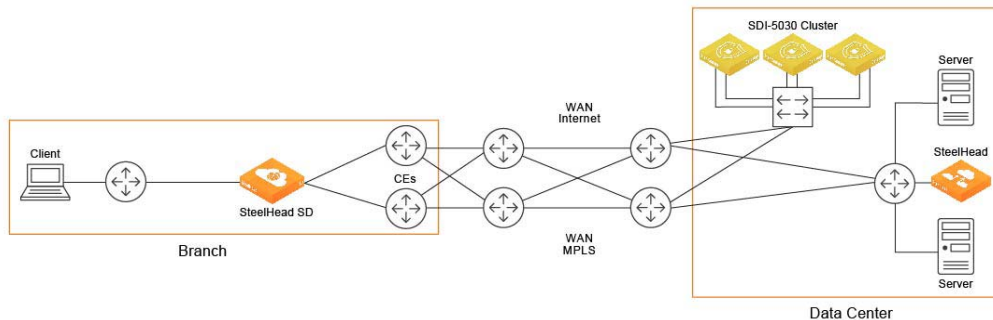 SDI-5030 Cluster
Server
WAN
Internet
Client
CEs
SteelHead
SteelHead SD
WAN
MPLS
Branch
Server
Data Center